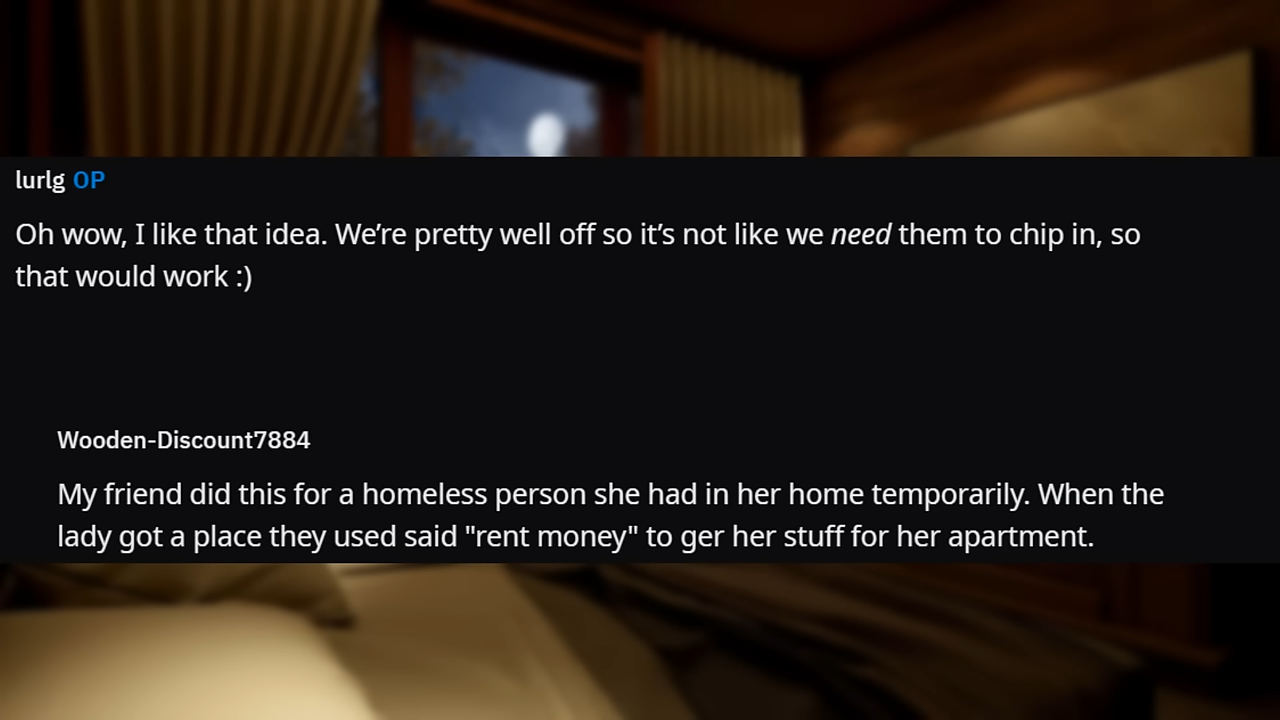 lurlg OP
Oh wow, I like that idea. We’re pretty well off so it’s not like we need them to chip in, so
that would work :)
Wooden-Discount7884
My friend did this for a homeless person she had in her home temporarily. When the
lady got a place they used said "rent money" to ger her stuff for her apartment.